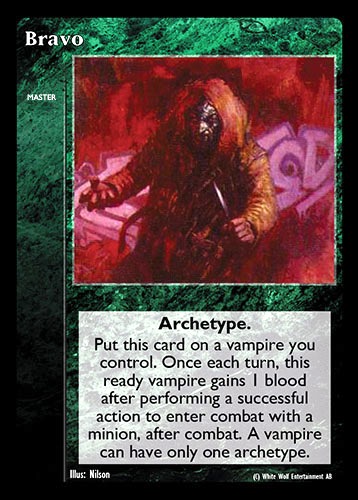 Bravo
MASTER
Archetype.
Put this card on a vampire you
control. Once each turn, this
ready vampire gains 1 blood
after performing a successful
action to enter combat with a
minion, after combat. A vampire
can have only one archetype.
Illus: Nilson
(C) White Wolf Entertainment AB